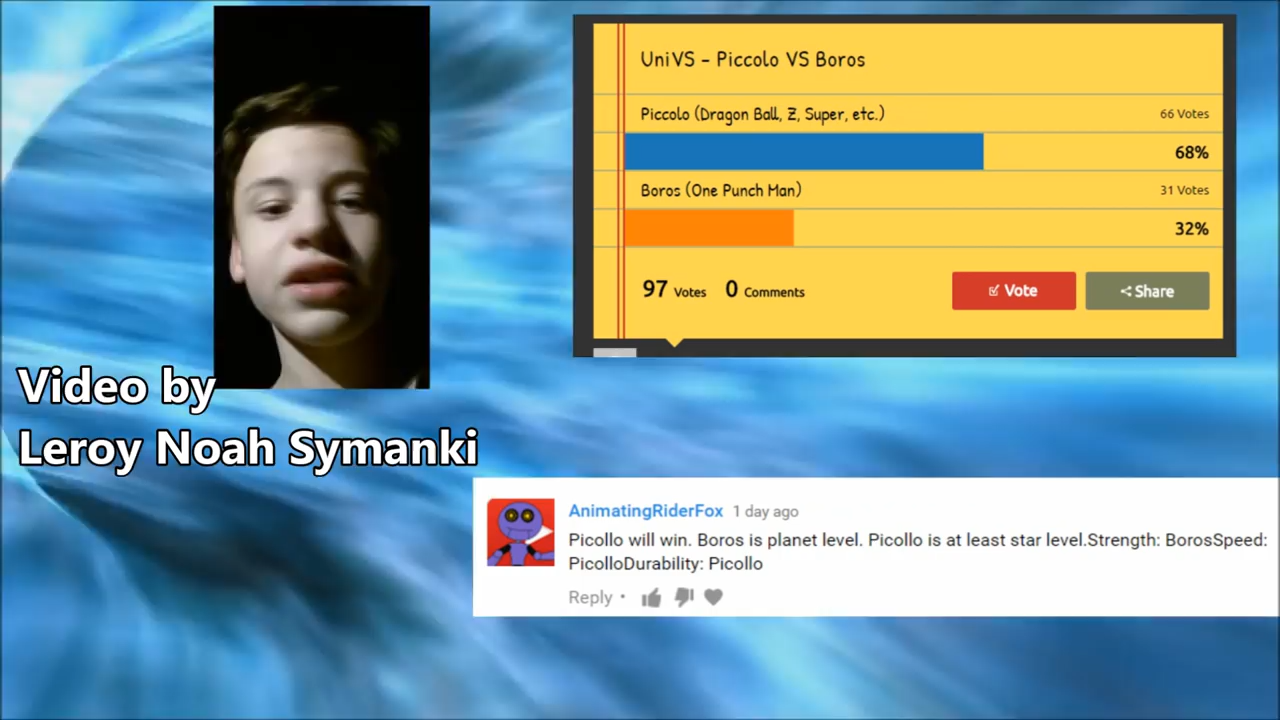 UniVS - Piccolo VS Boros
Piccolo (Dragon Ball, Z, Super, etc.) 66 Votes
68%
Boros (One Punch Man) 31 Votes
32%
97 Votes 0 Comments Vote Share
Video by
Leroy Noah Symanki
AnimatingRiderFox 1 day ago
Picollo will win. Boros is planet level. Picollo is at least star level.Strength: BorosSpeed:
PicolloDurability: Picollo
Reply •